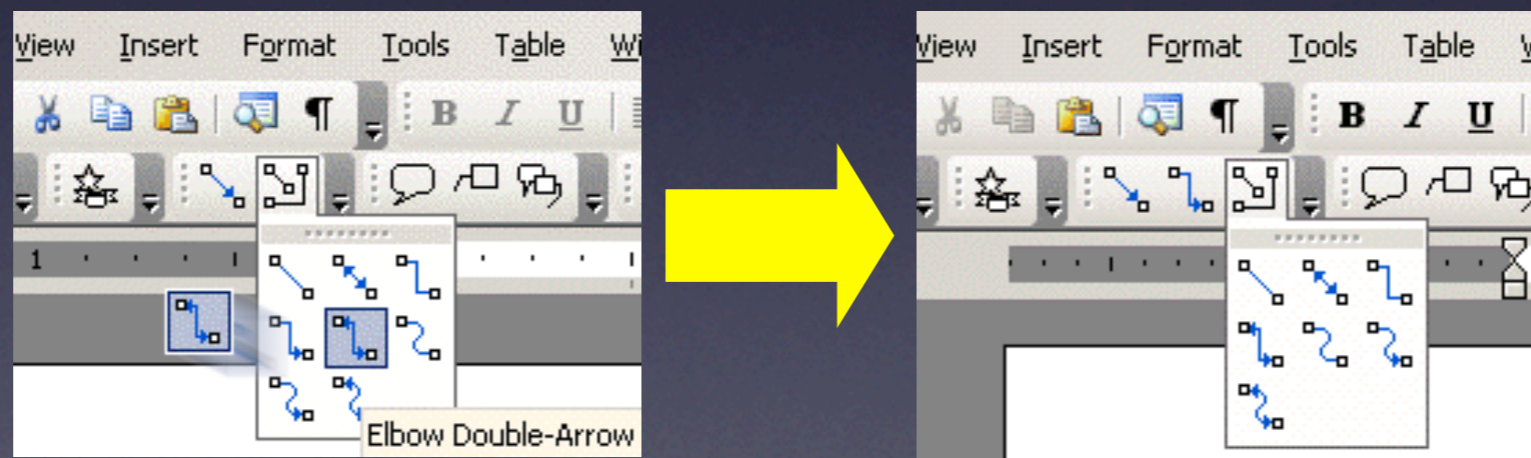 View Insert Format Tools Table Wi
¶ B I U
1
Elbow Double-Arrow
View Insert Format Tools Table
¶ B I U